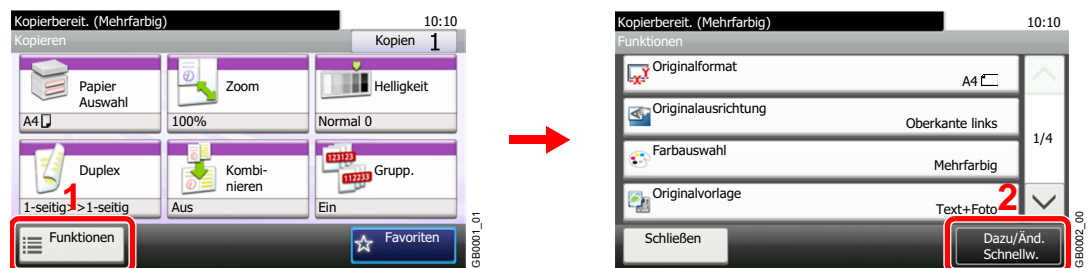 Kopierbereit. (Mehrfarbig)
10:10
Kopieren
Kopien 1
Papier
Auswahl
A4
Zoom
100%
Helligkeit
Normal 0
Duplex
1-seitig>>1-seitig
Kombi-
nieren
Aus
123123
112233
Grupp.
Ein
1
Funktionen
Favoriten
GB0001_01
Kopierbereit. (Mehrfarbig)
10:10
Funktionen
Originalformat
A4
Originalausrichtung
Oberkante links
Farbauswahl
Mehrfarbig
Originalvorlage
Text+Foto
1/4
2
Schließen
Dazu/Änd.
Schnellw.
GB0002_00